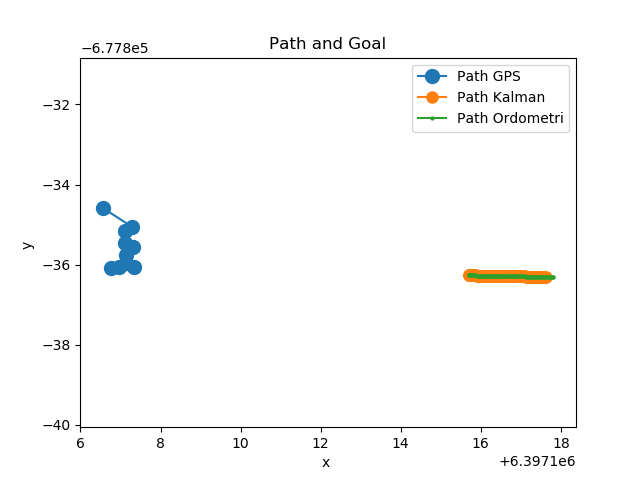 Path and Goal
−6.778e5
Path GPS
Path Kalman
Path Ordometri
−32
−34
−36
−38
−40
y
6
8
10
12
14
16
18
x
+6.3971e6